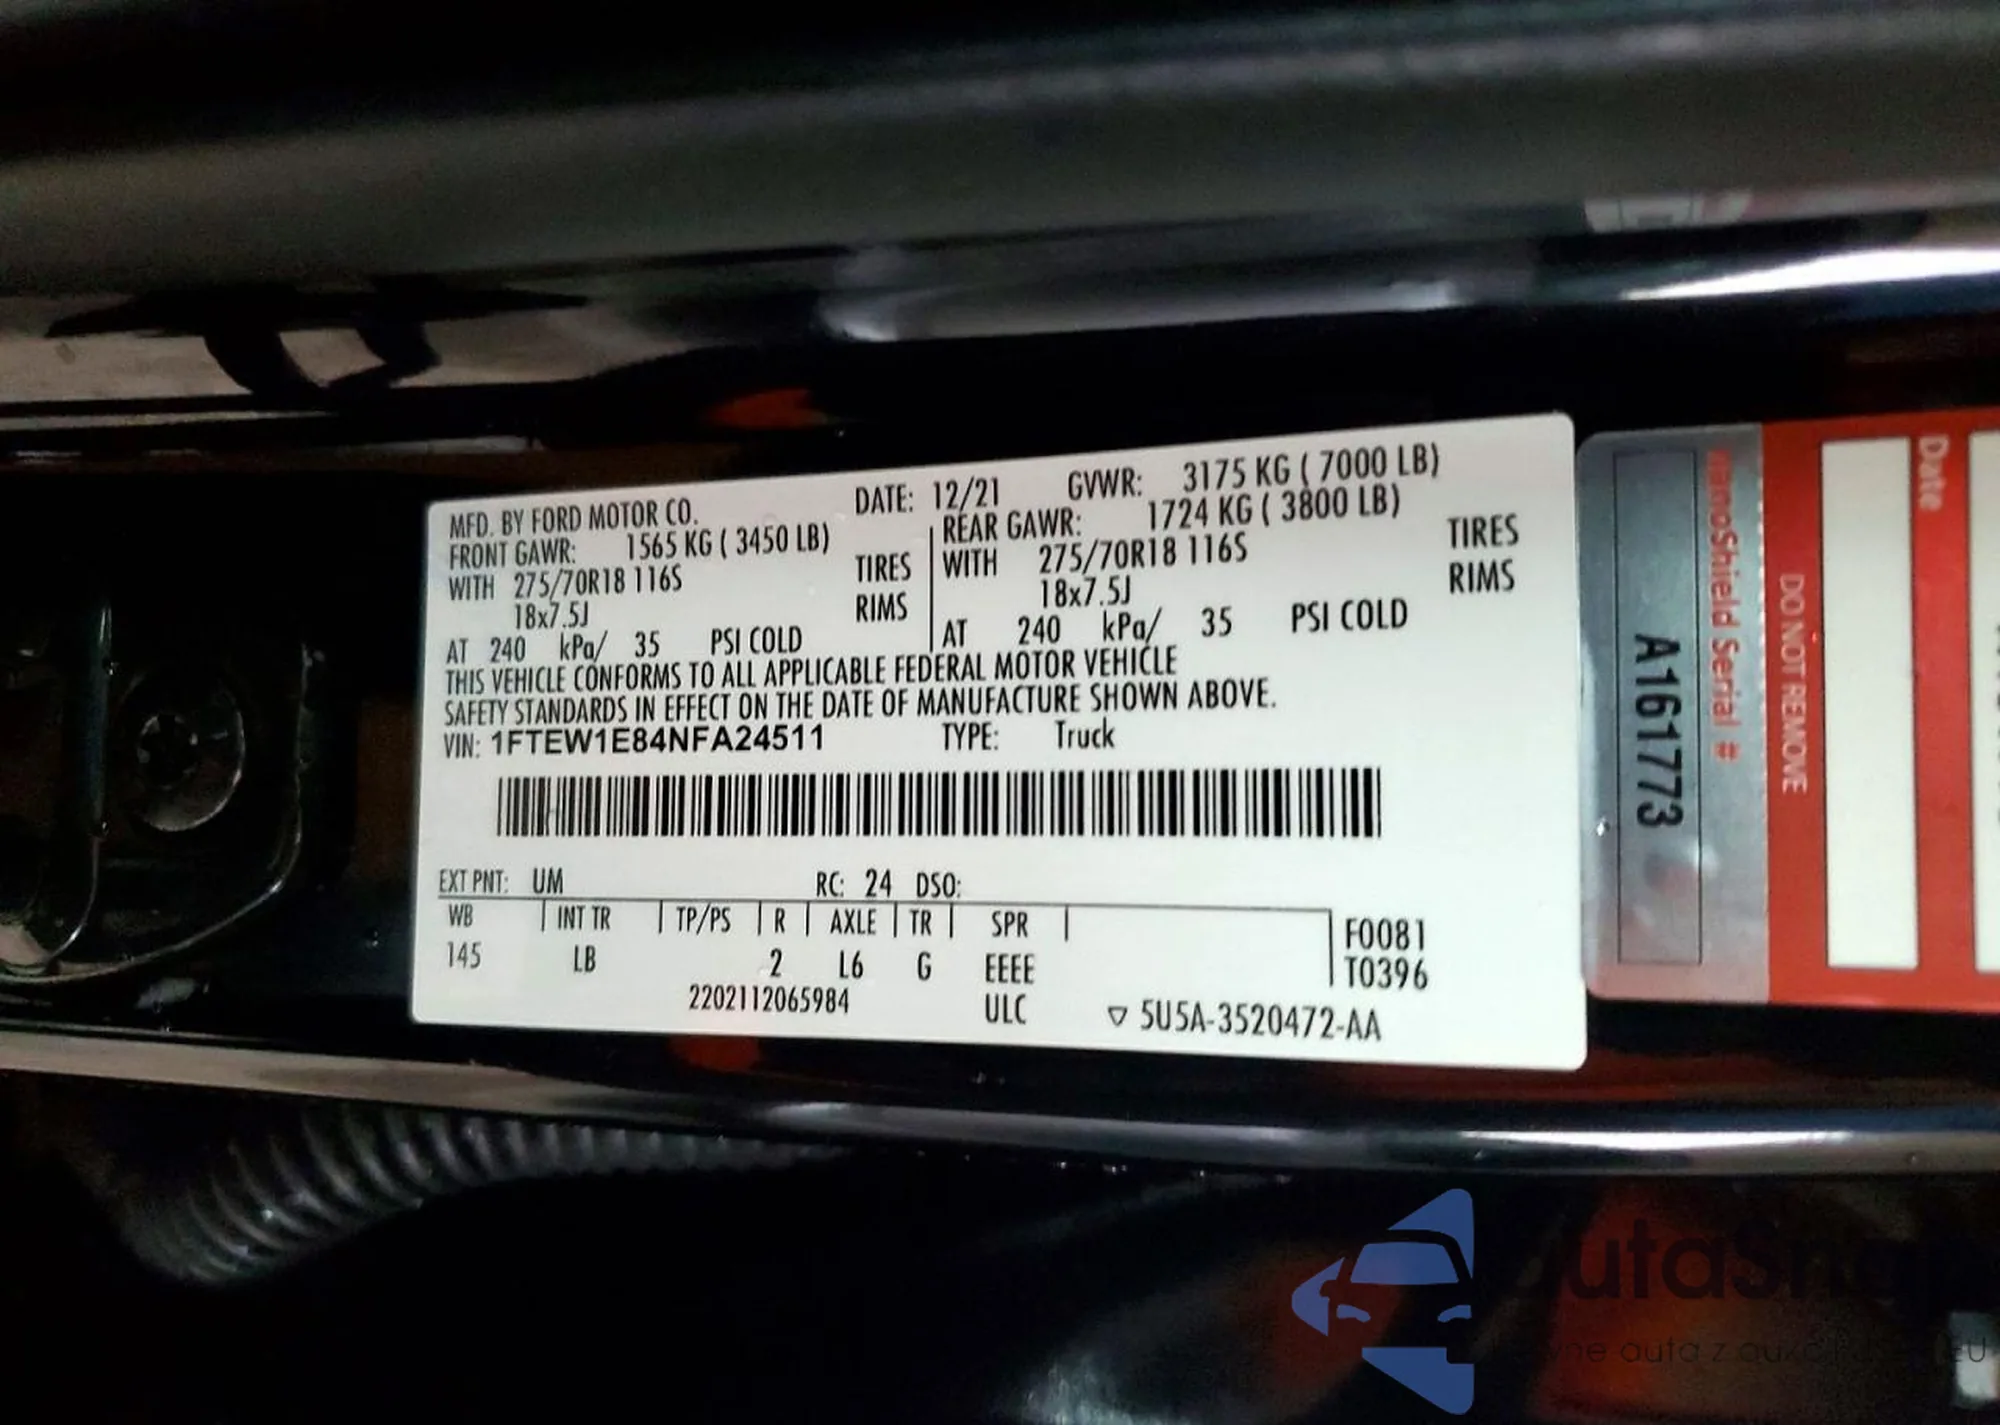 MFD. BY FORD MOTOR CO. DATE: 12/21 GVWR: 3175 KG ( 7000 LB)
FRONT GAWR: 1565 KG ( 3450 LB) REAR GAWR: 1724 KG ( 3800 LB)
WITH 275/70R18 116S TIRES WITH 275/70R18 116S TIRES
18x7.5J RIMS 18x7.5J RIMS
AT 240 kPa/ 35 PSI COLD AT 240 kPa/ 35 PSI COLD
THIS VEHICLE CONFORMS TO ALL APPLICABLE FEDERAL MOTOR VEHICLE
SAFETY STANDARDS IN EFFECT ON THE DATE OF MANUFACTURE SHOWN ABOVE.
VIN: 1FTEW1E84NFA24511 TYPE: Truck
EXT PNT: UM RC: 24 DSO:
WB INT TR TP/PS R AXLE TR SPR F0081
145 LB 2 L6 G EEEE T0396
2202112065984 ULC ▽ 5U5A-3520472-AA
A161773
NanoShield Serial #
DO NOT REMOVE
Date